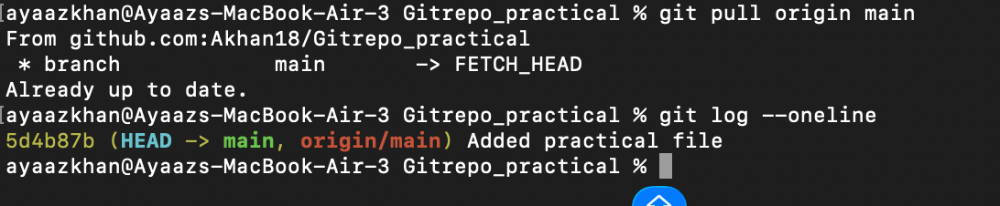 [ayaazkhan@Ayaazs-MacBook-Air-3 Gitrepo_practical % git pull origin main
From github.com:Akhan18/Gitrepo_practical
 * branch            main       -> FETCH_HEAD
Already up to date.
[ayaazkhan@Ayaazs-MacBook-Air-3 Gitrepo_practical % git log --oneline
5d4b87b (HEAD -> main, origin/main) Added practical file
ayaazkhan@Ayaazs-MacBook-Air-3 Gitrepo_practical %